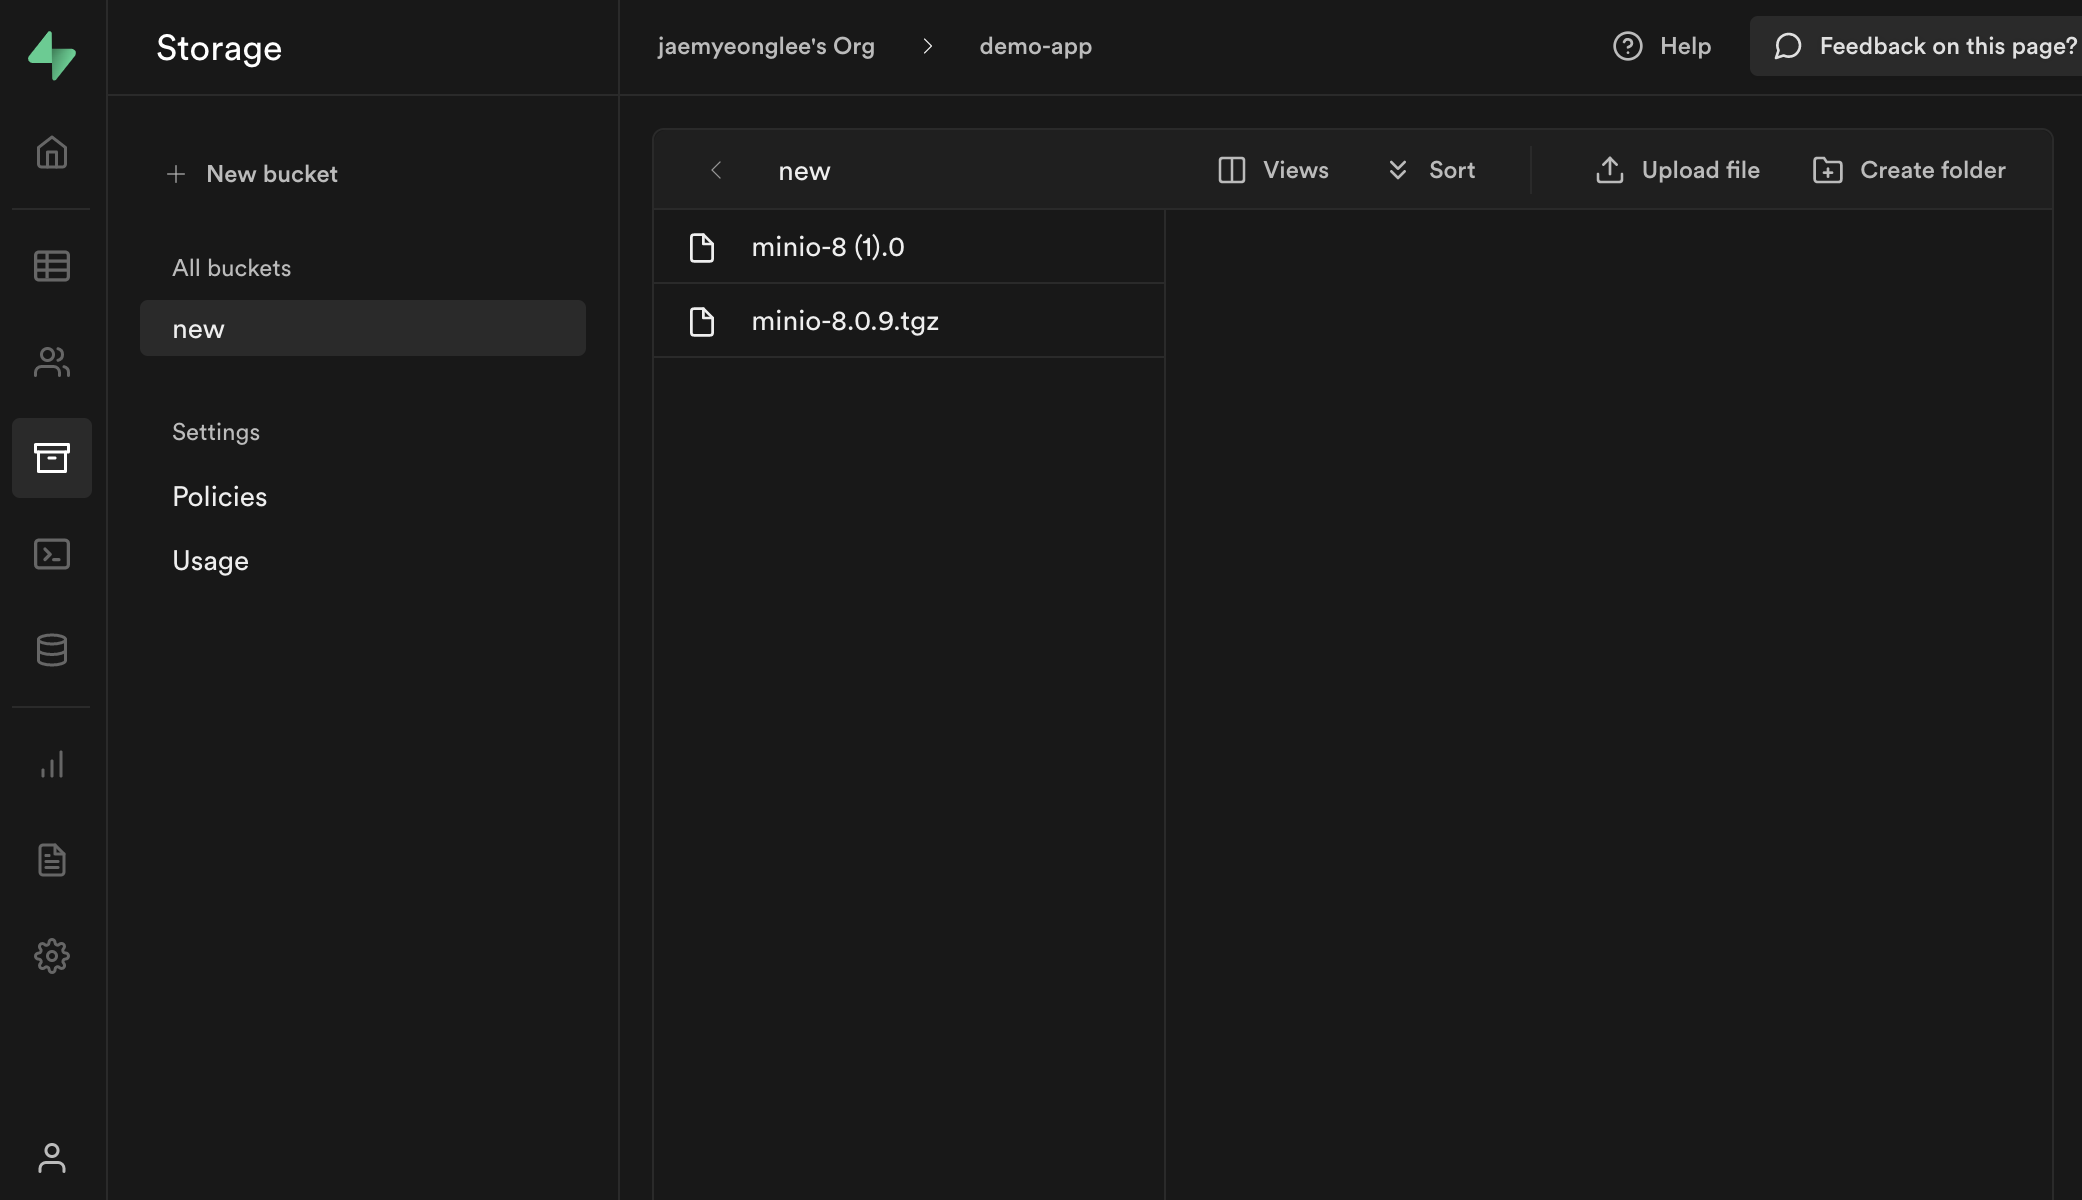 Storage
jaemyeonglee's Org
demo-app
Help
Feedback on this page?
New bucket
All buckets
new
Settings
Policies
Usage
new
Views
Sort
Upload file
Create folder
minio-8 (1).0
minio-8.0.9.tgz